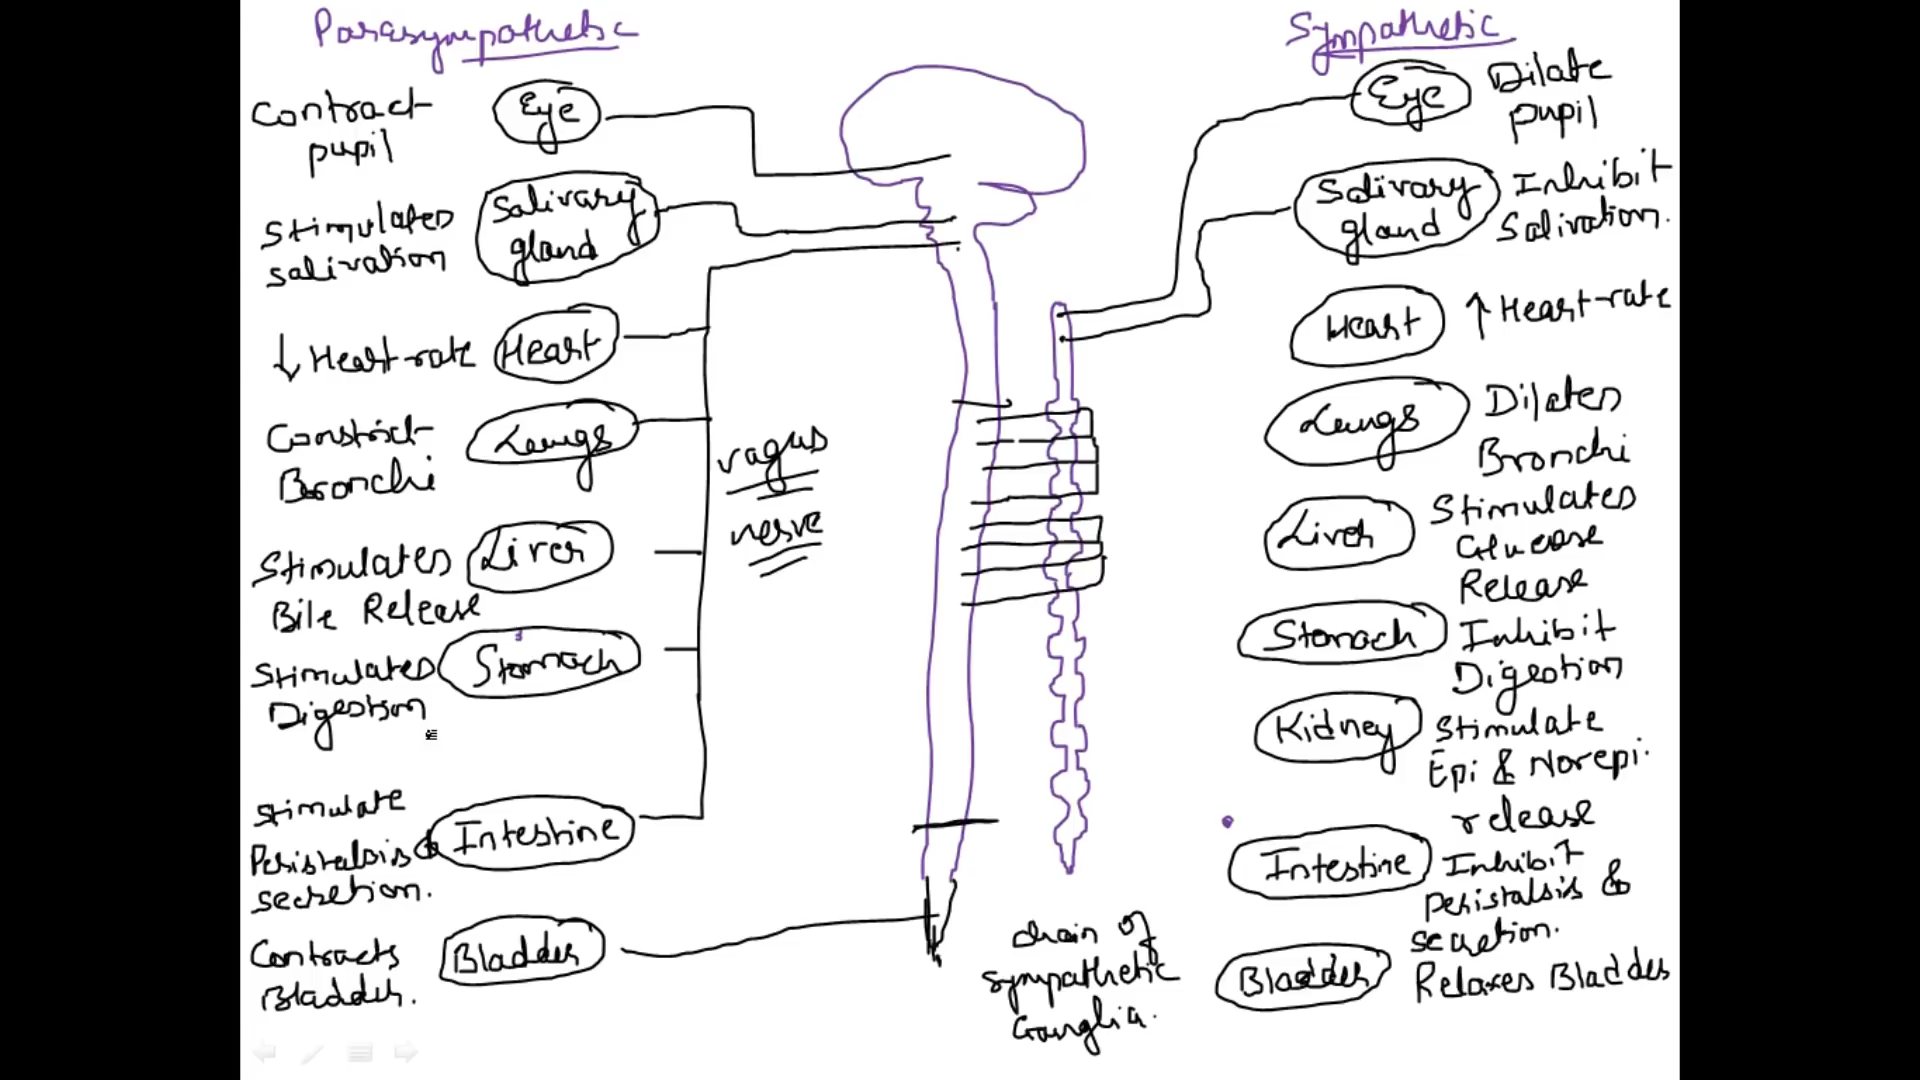 Parasympathetic
Contract
pupil
Eye
Stimulates
salivation
Salivary
gland
↓ Heart-rate
Heart
Constrict
Bronchi
Lungs
Stimulates
Bile Release
Liver
Stimulates
Digestion
Stomach
Stimulate
Peristalsis &
secretion.
Intestine
Contracts
Bladder.
Bladder
vagus
nerve
chain of
sympathetic
Ganglia.
Sympathetic
Eye
Dilate
pupil
Salivary
gland
Inhibit
Salivation.
Heart
↑ Heart-rate
Lungs
Dilates
Bronchi
Liver
Stimulates
Glucose
Release
Stomach
Inhibit
Digestion
Kidney
Stimulate
Epi & Norepi.
release
Intestine
Inhibit
Peristalsis &
secretion.
Bladder
Relaxes Bladder